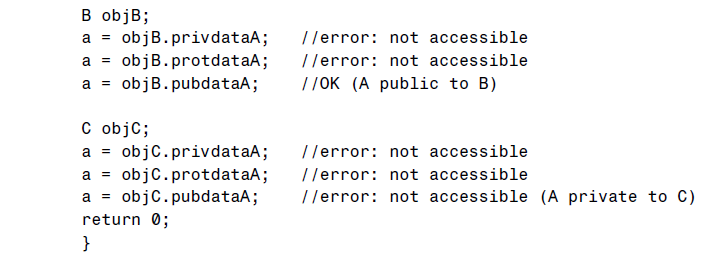 B objB;
a = objB.privdataA;   //error: not accessible
a = objB.protdataA;   //error: not accessible
a = objB.pubdataA;    //OK (A public to B)

C objC;
a = objC.privdataA;   //error: not accessible
a = objC.protdataA;   //error: not accessible
a = objC.pubdataA;    //error: not accessible (A private to C)
return 0;
}